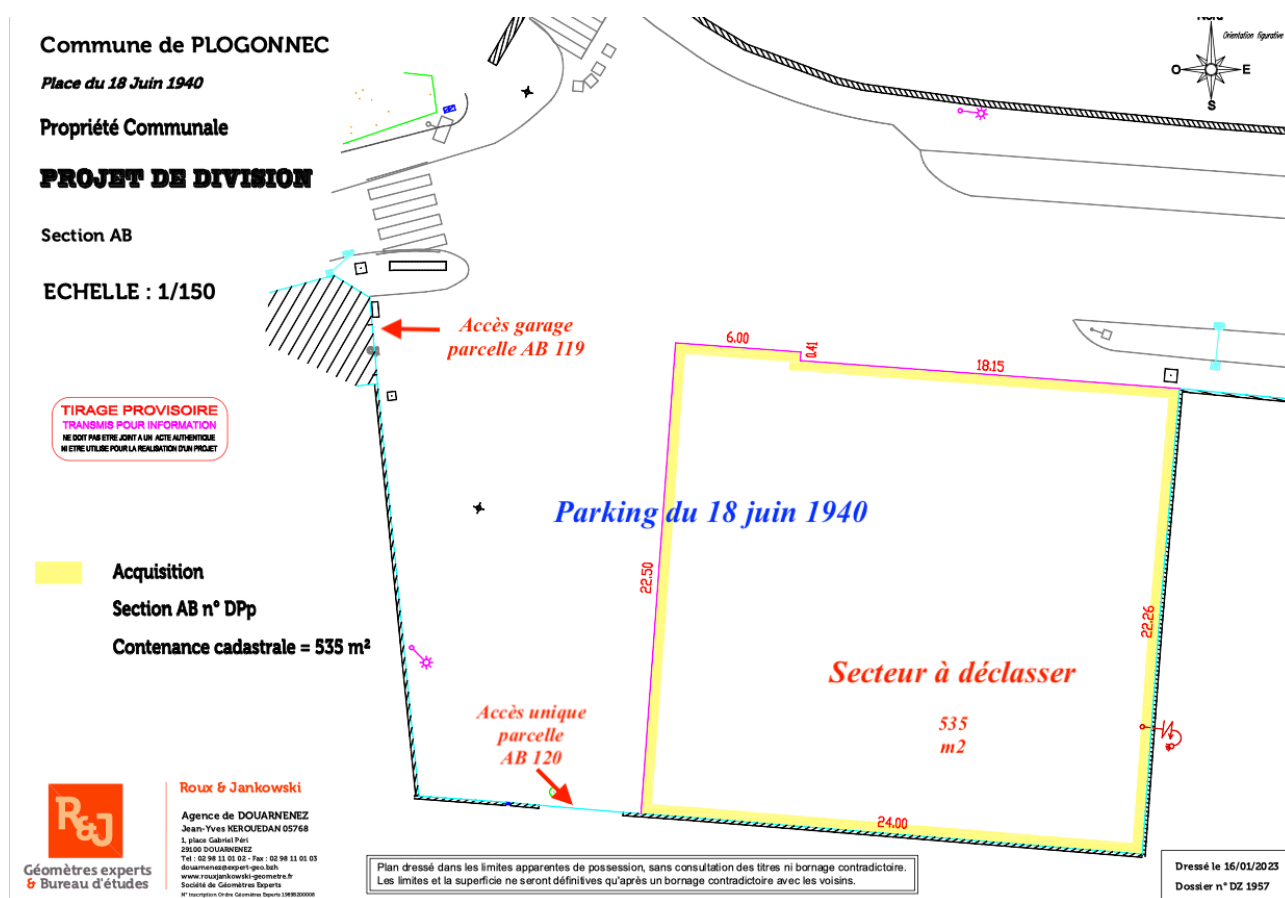 Commune de PLOGONNEC
Place du 18 Juin 1940
Propriété Communale
PROJET DE DIVISION
Section AB
ECHELLE : 1/150
Nord
Orientation figurative
O
E
S
Accès garage
parcelle AB 119
6.00
0.41
18.15
TIRAGE PROVISOIRE
TRANSMIS POUR INFORMATION
NE DOIT PAS ETRE JOINT A UN ACTE AUTHENTIQUE
NI ETRE UTILISE POUR LA REALISATION D'UN PROJET
Parking du 18 juin 1940
22.50
22.26
Acquisition
Section AB n° DPp
Contenance cadastrale = 535 m²
Secteur à déclasser
535
m2
Accès unique
parcelle
AB 120
24.00
R&J
Géomètres experts
& Bureau d'études
Roux & Jankowski
Agence de DOUARNENEZ
Jean-Yves KEROUEDAN 05768
1, place Gabriel Péri
29100 DOUARNENEZ
Tel : 02 98 11 01 02 - Fax : 02 98 11 01 03
douarnenez@expert-geo.bzh
www.rouxjankowski-geometre.fr
Société de Géomètres Experts
N° Inscription Ordre Géomètres Experts
Plan dressé dans les limites apparentes de possession, sans consultation des titres ni bornage contradictoire.
Les limites et la superficie ne seront définitives qu'après un bornage contradictoire avec les voisins.
Dressé le 16/01/2023
Dossier n° DZ 1957